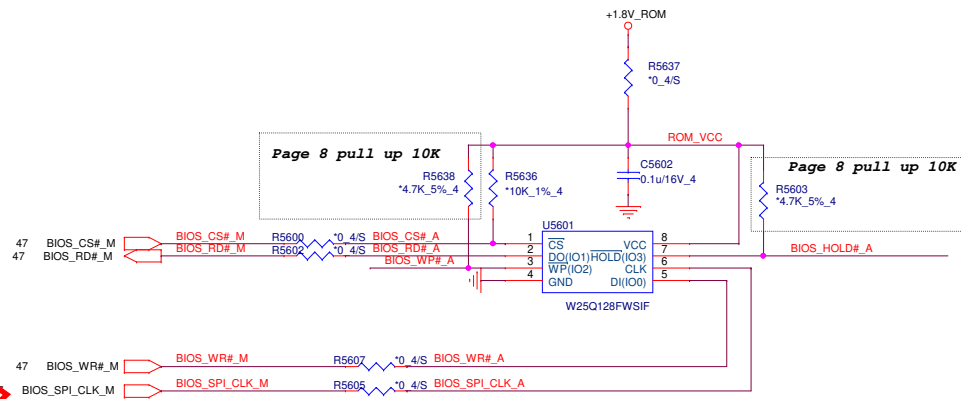 +1.8V_ROM
R5637
*0_4/S
ROM_VCC
Page 8 pull up 10K
R5638
*4.7K_5%_4
R5636
*10K_1%_4
C5602
0.1u/16V_4
Page 8 pull up 10K
R5603
*4.7K_5%_4
U5601
47 BIOS_CS#_M BIOS_CS#_M R5600 *0_4/S BIOS_CS#_A 1 CS VCC 8
47 BIOS_RD#_M BIOS_RD#_M R5602 *0_4/S BIOS_RD#_A 2 DO(IO1) HOLD(IO3) 7 BIOS_HOLD#_A
BIOS_WP#_A 3 WP(IO2) CLK 6
4 GND DI(IO0) 5
W25Q128FWSIF
47 BIOS_WR#_M BIOS_WR#_M R5607 *0_4/S BIOS_WR#_A
BIOS_SPI_CLK_M BIOS_SPI_CLK_M R5605 *0_4/S BIOS_SPI_CLK_A